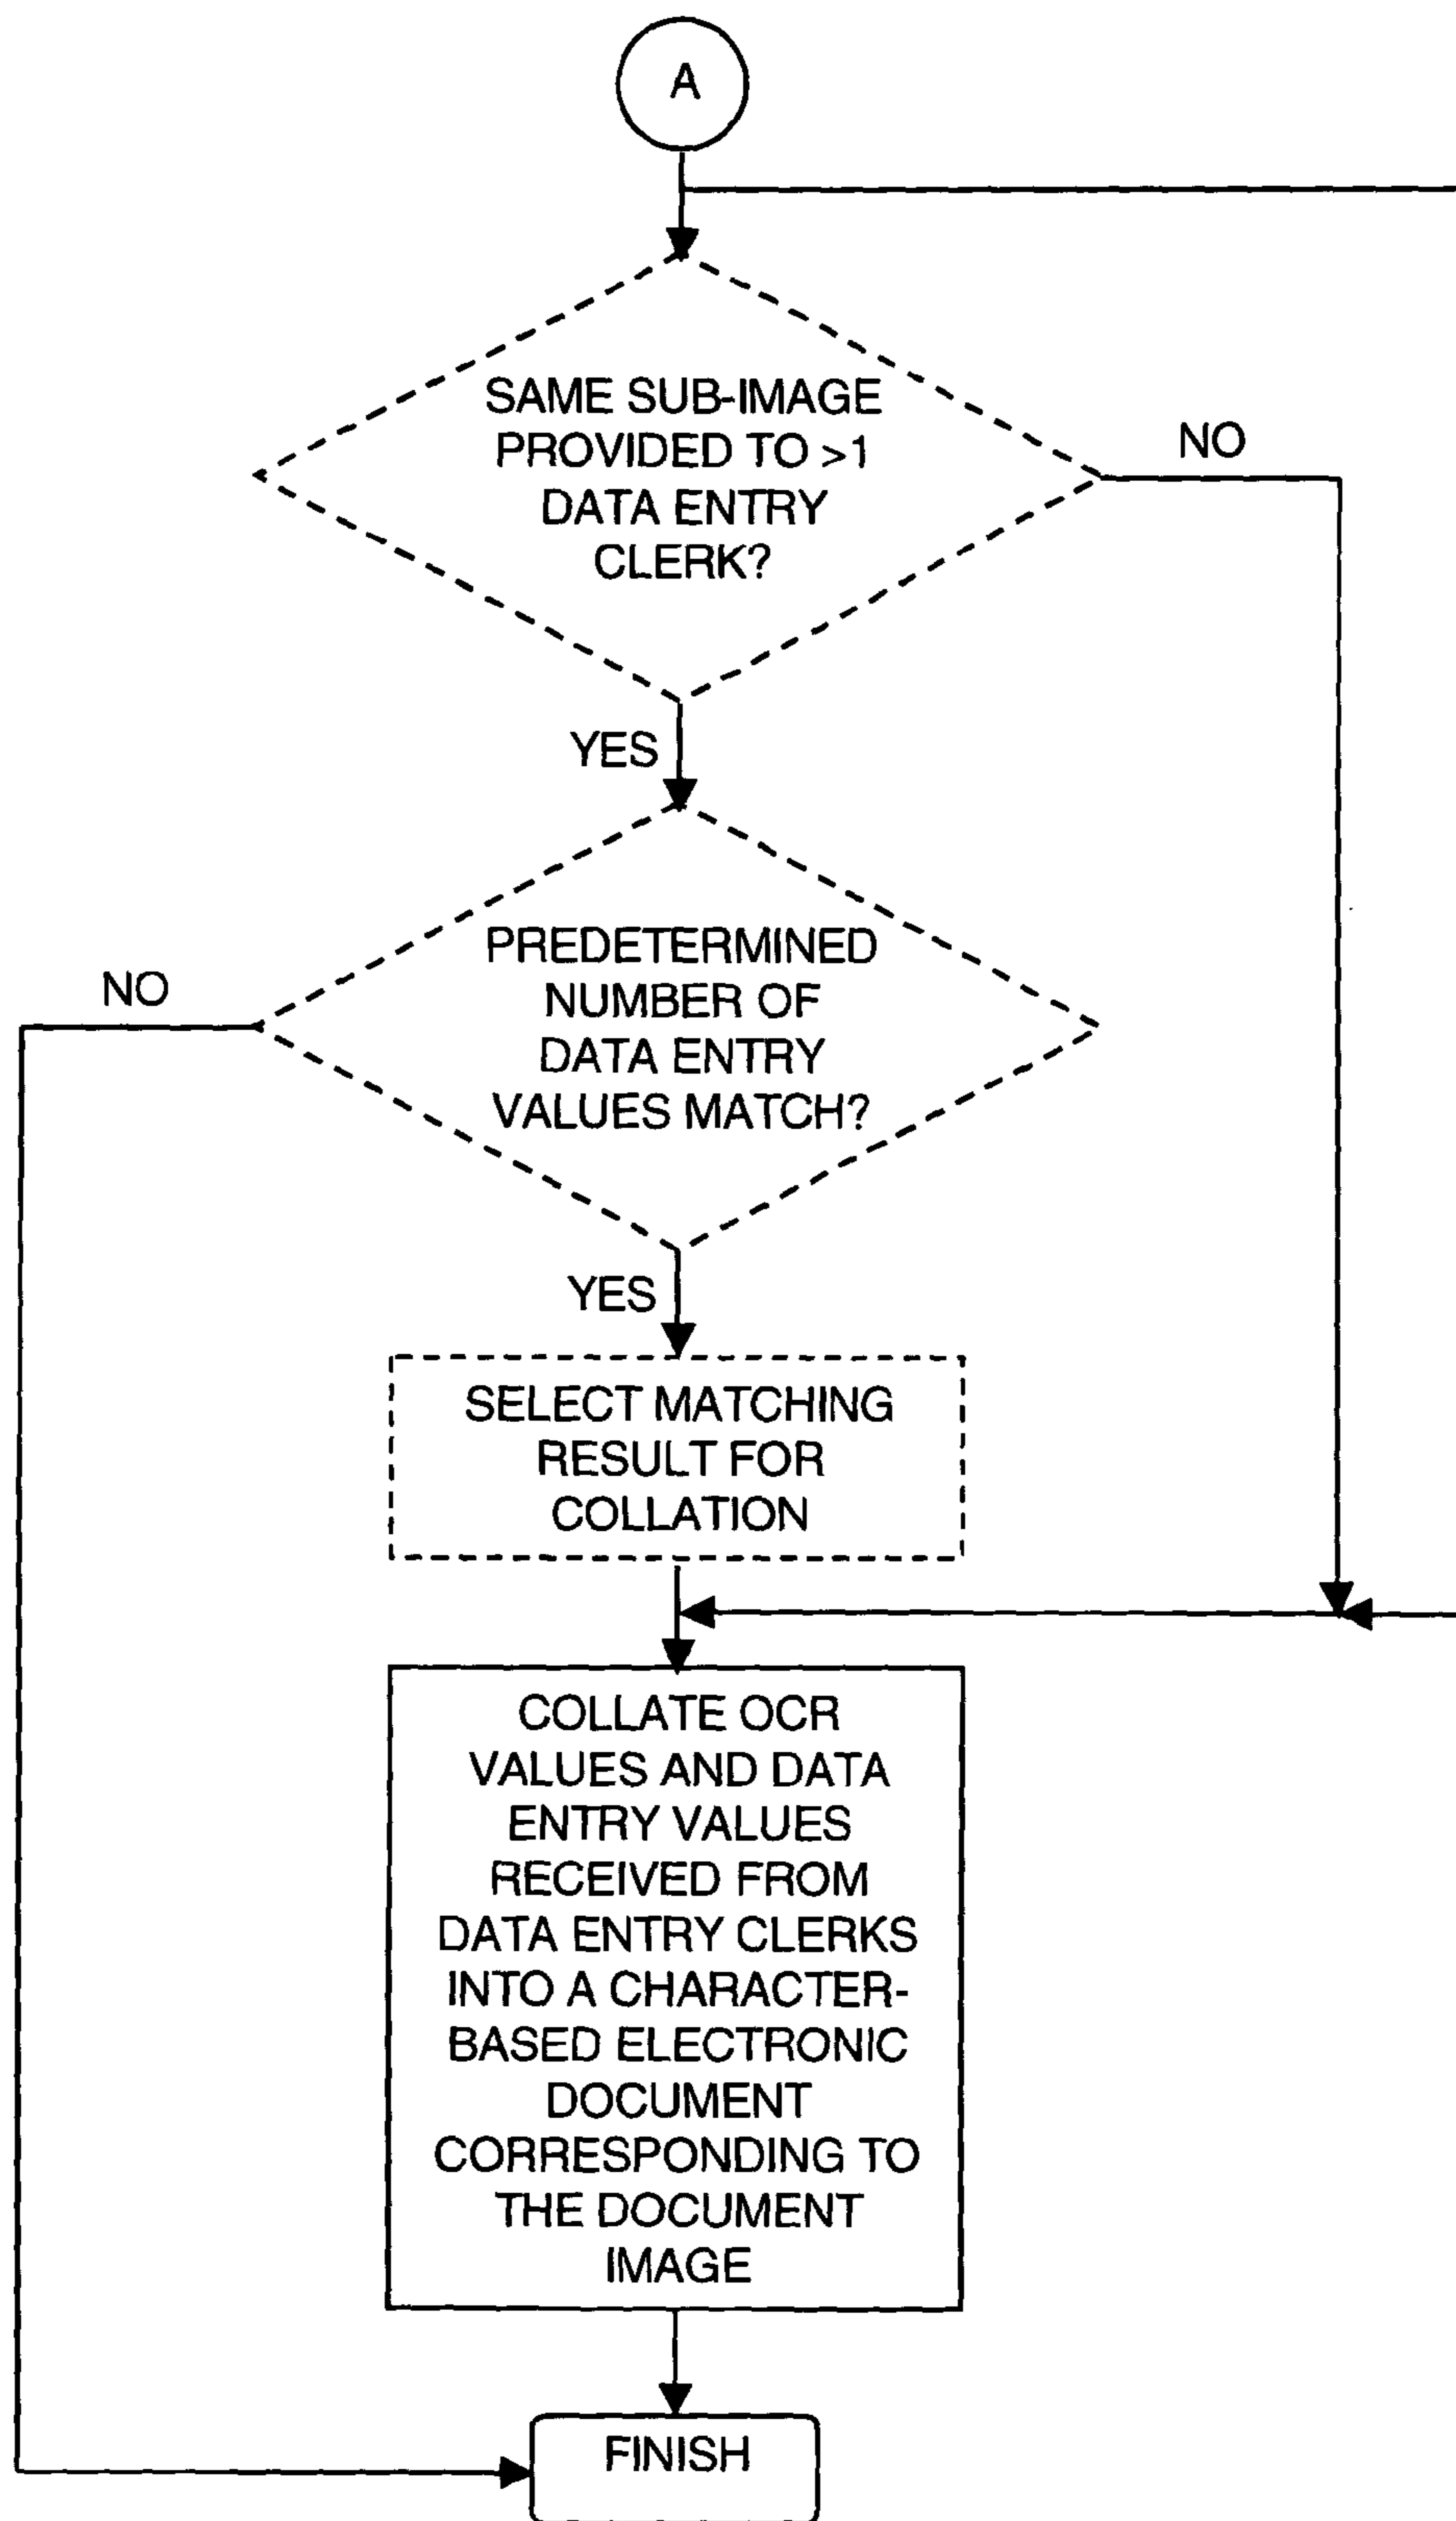 A
SAME SUB-IMAGE
PROVIDED TO >1
DATA ENTRY
CLERK?
NO
YES
PREDETERMINED
NUMBER OF
DATA ENTRY
VALUES MATCH?
NO
YES
SELECT MATCHING
RESULT FOR
COLLATION
COLLATE OCR
VALUES AND DATA
ENTRY VALUES
RECEIVED FROM
DATA ENTRY CLERKS
INTO A CHARACTER-
BASED ELECTRONIC
DOCUMENT
CORRESPONDING TO
THE DOCUMENT
IMAGE
FINISH